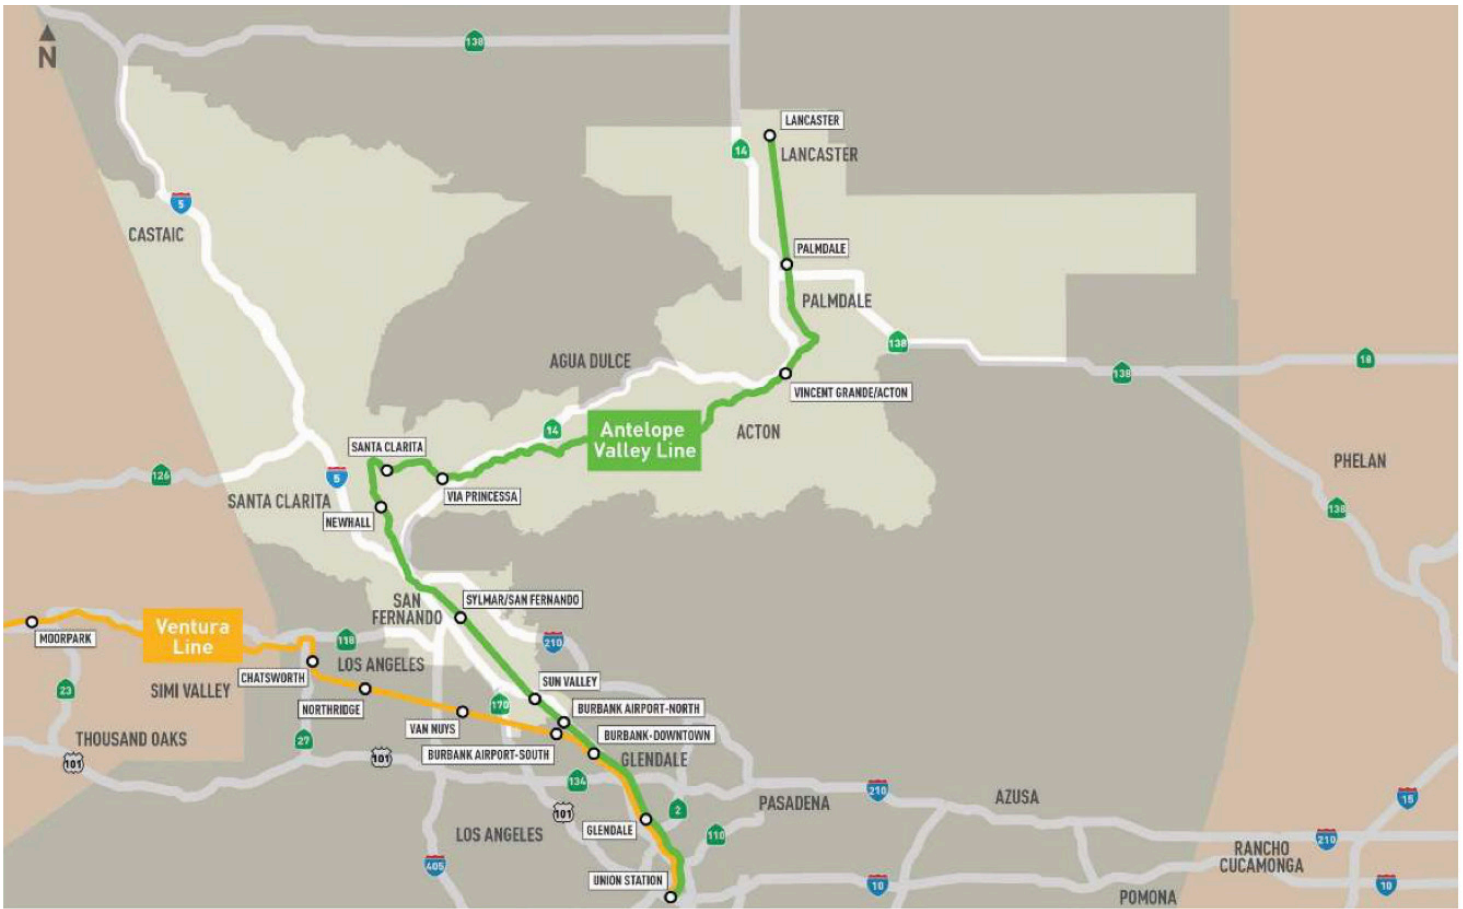 N
138
LANCASTER
14
LANCASTER
5
CASTAIC
PALMDALE
PALMDALE
138
AGUA DULCE
18
138
VINCENT GRANDE/ACTON
14
Antelope
Valley Line
ACTON
SANTA CLARITA
PHELAN
126
5
VIA PRINCESSA
SANTA CLARITA
NEWHALL
138
SAN
FERNANDO
SYLMAR/SAN FERNANDO
Ventura
Line
MOORPARK
118
210
LOS ANGELES
CHATSWORTH
SUN VALLEY
23
SIMI VALLEY
NORTHRIDGE
170
BURBANK AIRPORT-NORTH
VAN NUYS
BURBANK-DOWNTOWN
THOUSAND OAKS
27
101
101
BURBANK AIRPORT-SOUTH
GLENDALE
134
210
AZUSA
15
PASADENA
101
2
GLENDALE
110
LOS ANGELES
210
RANCHO
CUCAMONGA
405
UNION STATION
10
10
POMONA